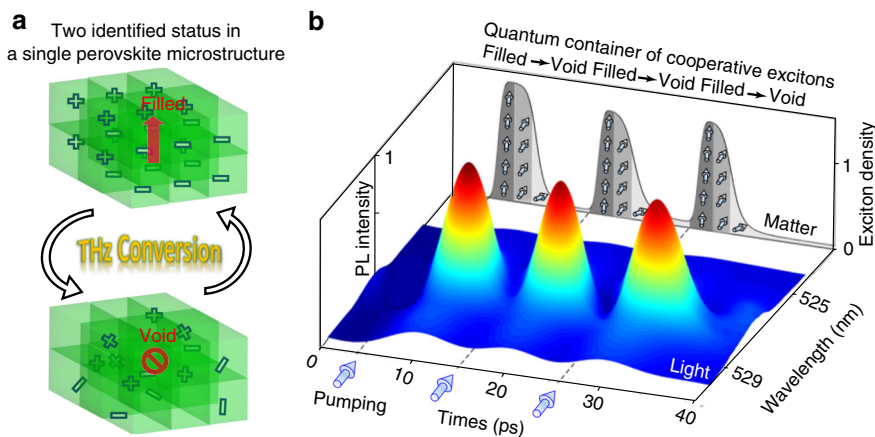 a
Two identified status in
a single perovskite microstructure
Filled
THz Conversion
Void
b
Quantum container of cooperative excitons
Filled →Void Filled→ Void Filled→ Void
1
PL intensity
1
Exciton density
Matter
0
525
Wavelength (nm)
Light
529
0
10
20
30
40
Pumping
Times (ps)